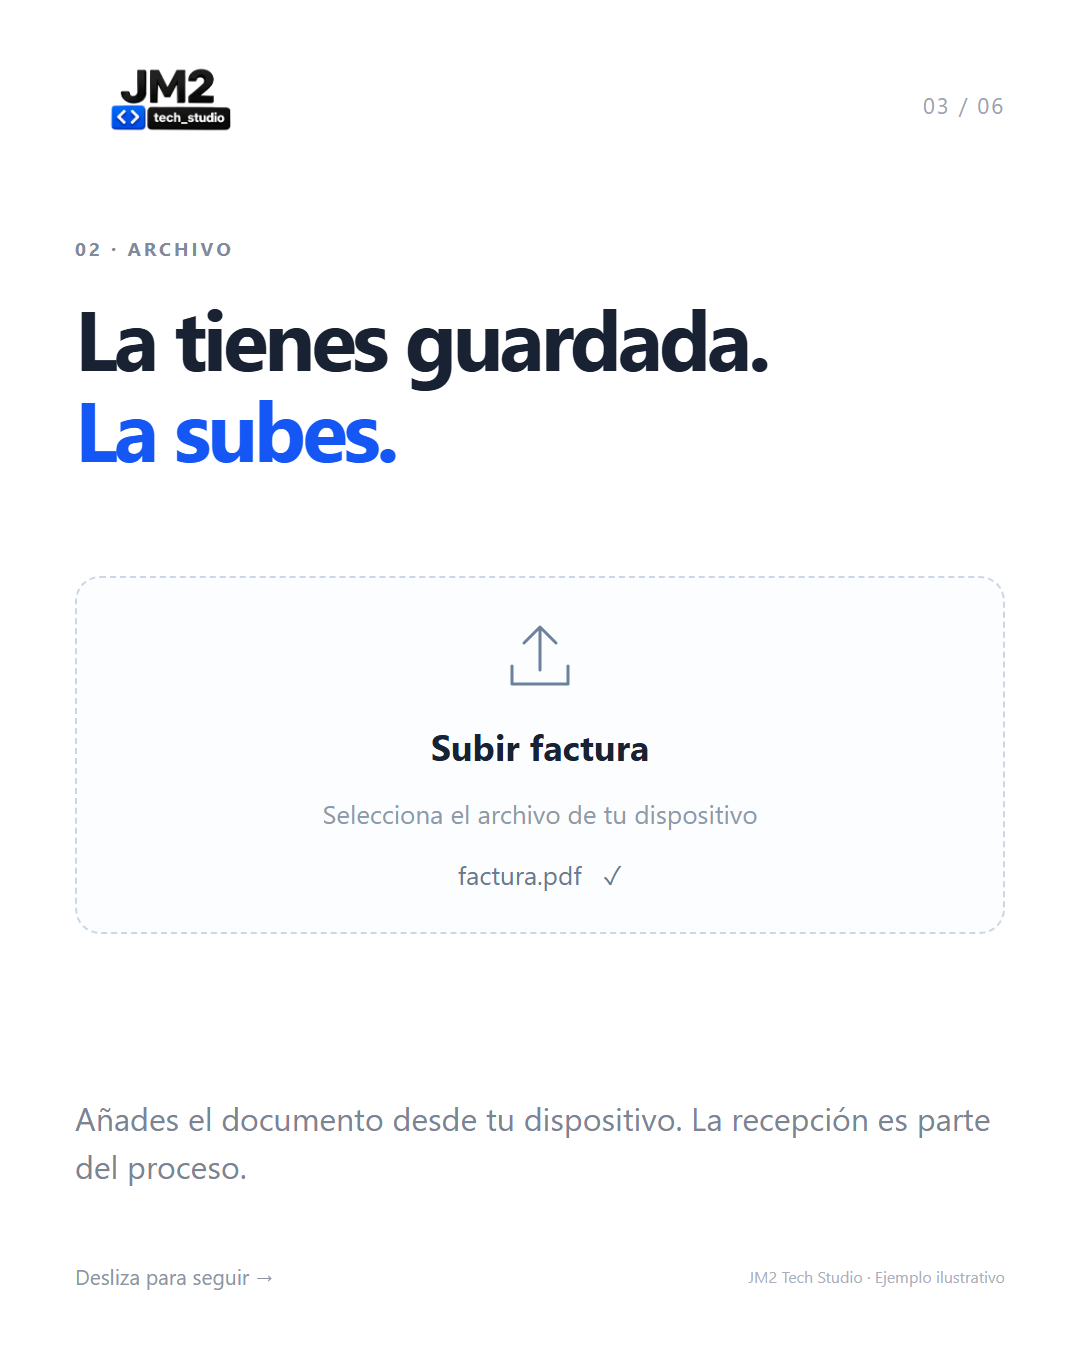 JM2
<> tech_studio
03 / 06
02 · ARCHIVO
La tienes guardada.
La subes.
Subir factura
Selecciona el archivo de tu dispositivo
factura.pdf ✓
Añades el documento desde tu dispositivo. La recepción es parte
del proceso.
Desliza para seguir →
JM2 Tech Studio · Ejemplo ilustrativo